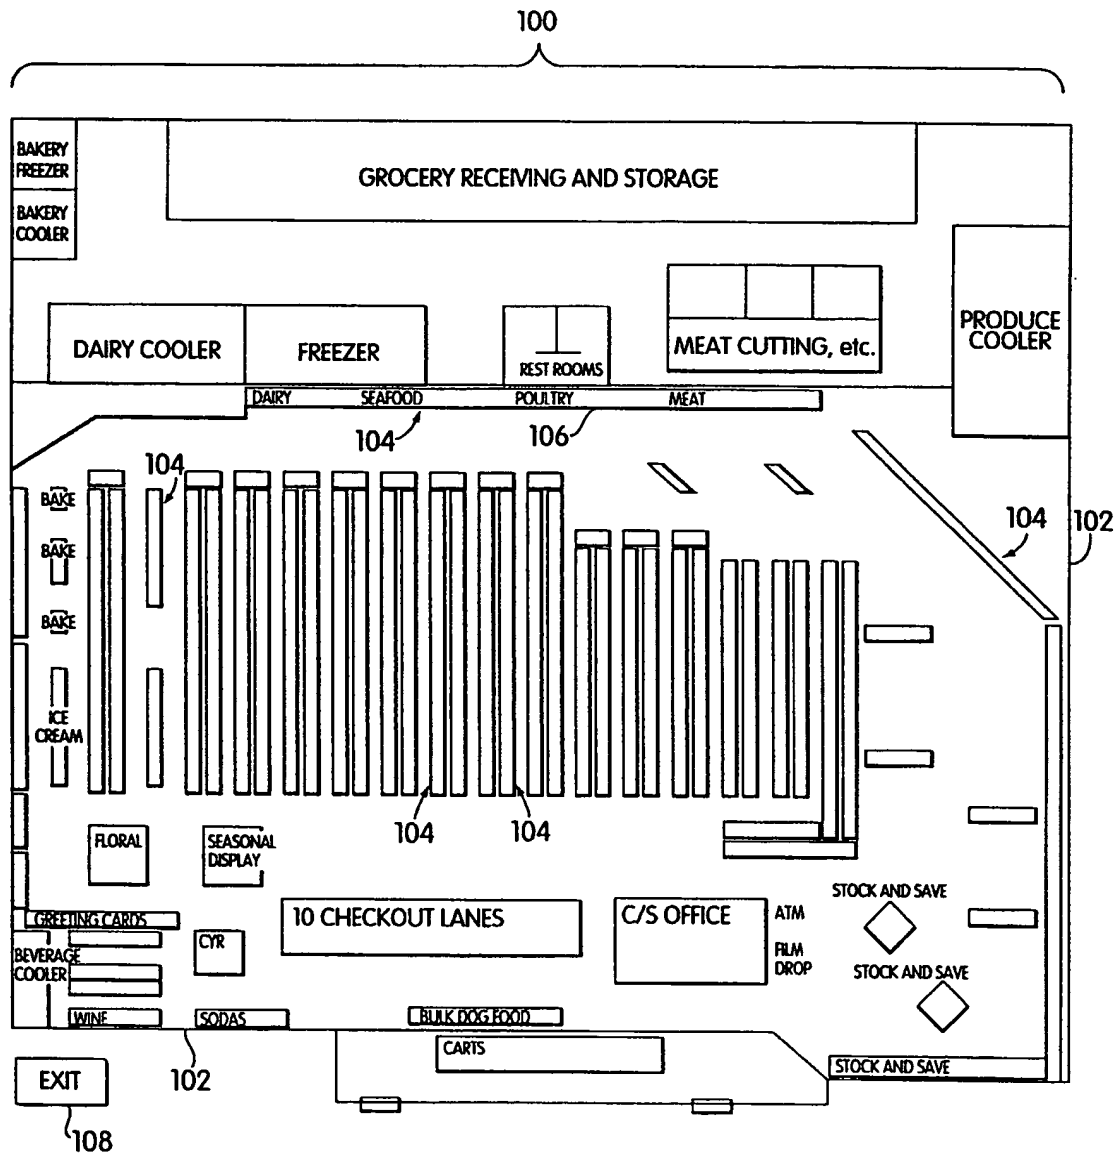 100
BAKERY
FREEZER
GROCERY RECEIVING AND STORAGE
BAKERY
COOLER
PRODUCE
COOLER
DAIRY COOLER
FREEZER
REST ROOMS
MEAT CUTTING, etc.
DAIRY SEAFOOD POULTRY MEAT
104
106
104
BAKE
104
102
BAKE
BAKE
ICE
CREAM
104
104
FLORAL
SEASONAL
DISPLAY
STOCK AND SAVE
GREETING CARDS
10 CHECKOUT LANES
C/S OFFICE
ATM
BEVERAGE
COOLER
CYR
FILM
DROP
STOCK AND SAVE
WINE
SODAS
BULK DOG FOOD
CARTS
STOCK AND SAVE
102
EXIT
108